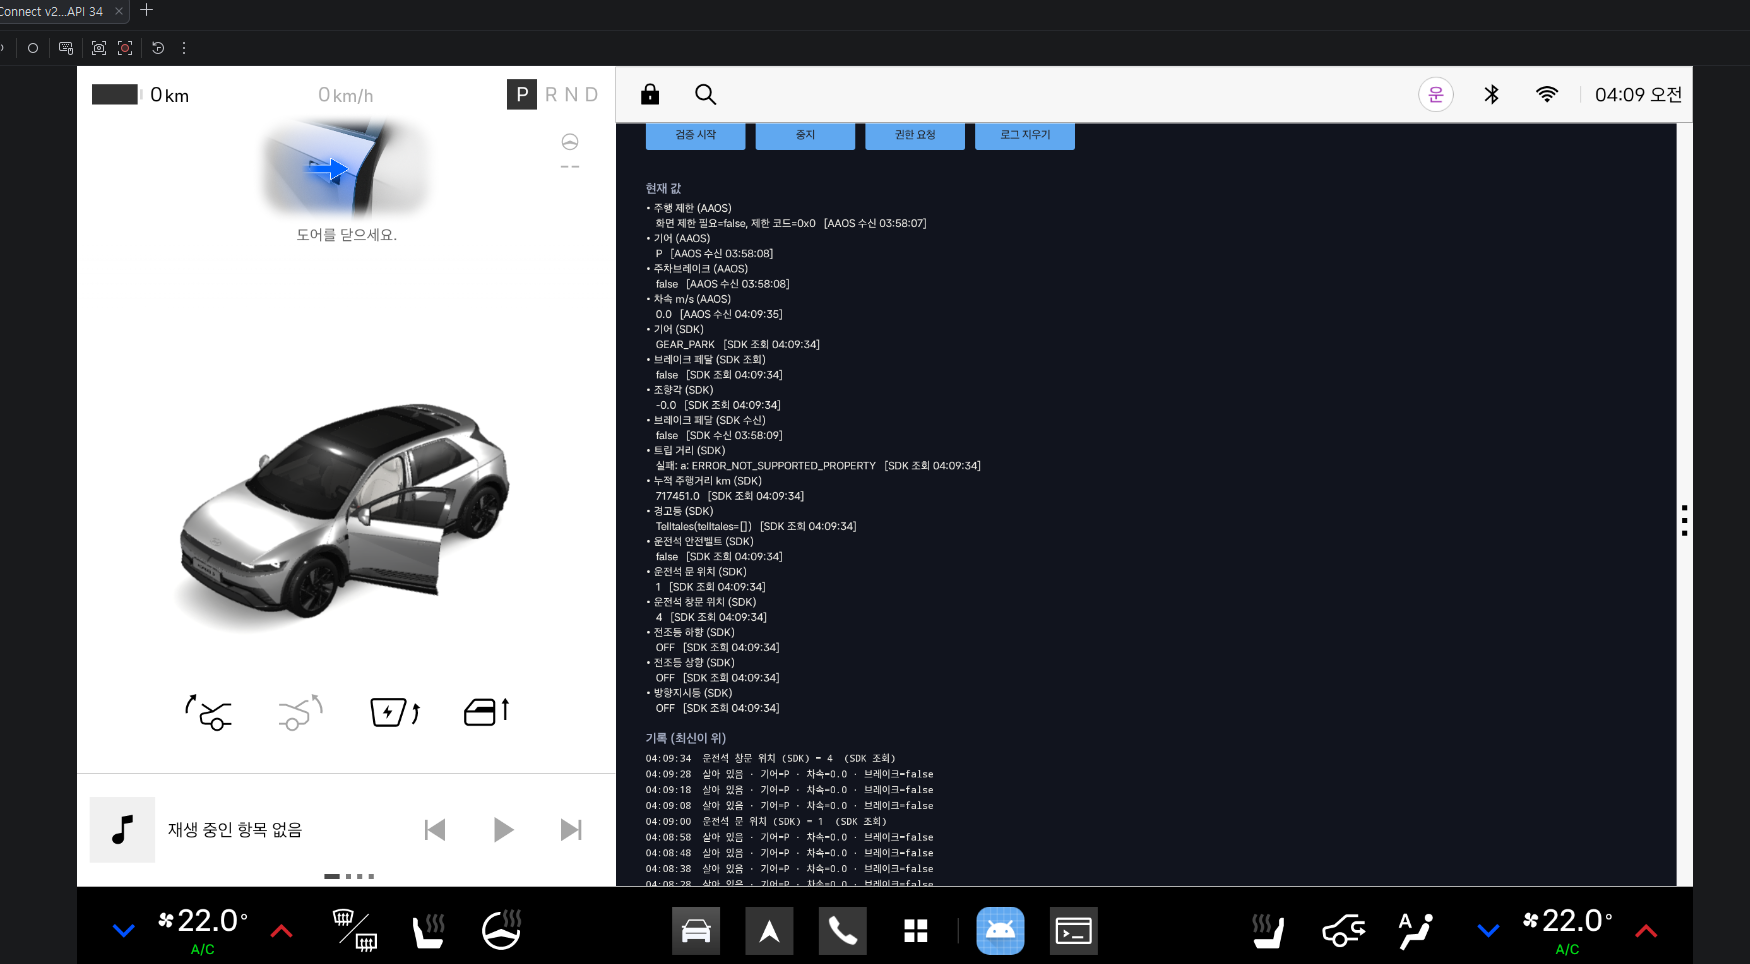 Connect v2...API 34
0 km
0 km/h
P R N D
운
04:09 오전
도어를 닫으세요.
--
재생 중인 항목 없음
검증 시작
중지
권한 요청
로그 지우기
현재 값
• 주행 제한 (AAOS)
화면 제한 필요=false, 제한 코드=0x0 [AAOS 수신 03:58:07]
• 기어 (AAOS)
P [AAOS 수신 03:58:08]
• 주차브레이크 (AAOS)
false [AAOS 수신 03:58:08]
• 차속 m/s (AAOS)
0.0 [AAOS 수신 04:09:35]
• 기어 (SDK)
GEAR_PARK [SDK 조회 04:09:34]
• 브레이크 페달 (SDK 조회)
false [SDK 조회 04:09:34]
• 조향각 (SDK)
-0.0 [SDK 조회 04:09:34]
• 브레이크 페달 (SDK 수신)
false [SDK 수신 03:58:09]
• 트립 거리 (SDK)
실패: a: ERROR_NOT_SUPPORTED_PROPERTY [SDK 조회 04:09:34]
• 누적 주행거리 km (SDK)
717451.0 [SDK 조회 04:09:34]
• 경고등 (SDK)
Telltales(telltales=[]) [SDK 조회 04:09:34]
• 운전석 안전벨트 (SDK)
false [SDK 조회 04:09:34]
• 운전석 문 위치 (SDK)
1 [SDK 조회 04:09:34]
• 운전석 창문 위치 (SDK)
4 [SDK 조회 04:09:34]
• 전조등 하향 (SDK)
OFF [SDK 조회 04:09:34]
• 전조등 상향 (SDK)
OFF [SDK 조회 04:09:34]
• 방향지시등 (SDK)
OFF [SDK 조회 04:09:34]
기록 (최신이 위)
04:09:34 운전석 창문 위치 (SDK) = 4 (SDK 조회)
04:09:28 살아 있음 · 기어=P · 차속=0.0 · 브레이크=false
04:09:18 살아 있음 · 기어=P · 차속=0.0 · 브레이크=false
04:09:08 살아 있음 · 기어=P · 차속=0.0 · 브레이크=false
04:09:00 운전석 문 위치 (SDK) = 1 (SDK 조회)
04:08:58 살아 있음 · 기어=P · 차속=0.0 · 브레이크=false
04:08:48 살아 있음 · 기어=P · 차속=0.0 · 브레이크=false
04:08:38 살아 있음 · 기어=P · 차속=0.0 · 브레이크=false
04:08:28 살아 있음 · 기어=P · 차속=0.0 · 브레이크=false
22.0°
A/C
A
22.0°
A/C